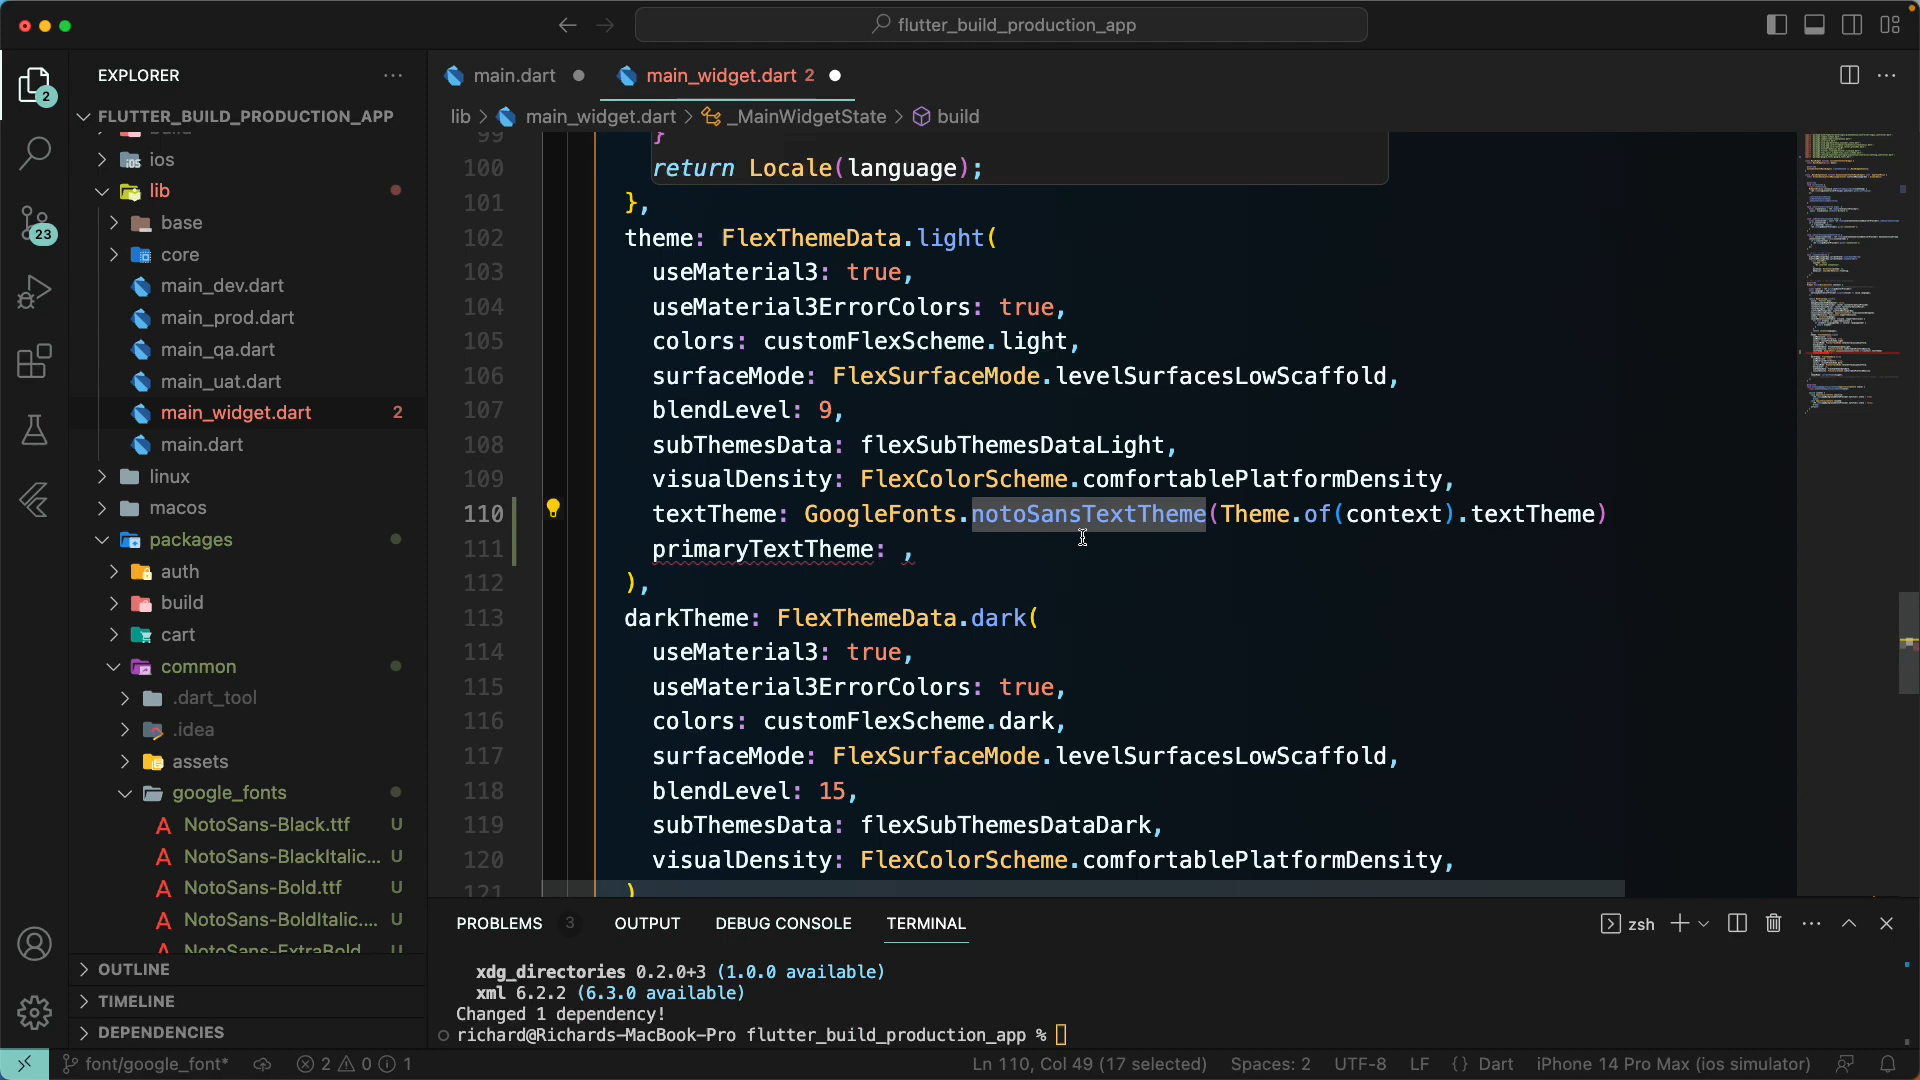 flutter_build_production_app
EXPLORER
2
FLUTTER_BUILD_PRODUCTION_APP
build
ios
lib
base
23
core
main_dev.dart
main_prod.dart
main_qa.dart
main_uat.dart
main_widget.dart 2
main.dart
linux
macos
packages
auth
build
cart
common
.dart_tool
.idea
assets
google_fonts
NotoSans-Black.ttf U
NotoSans-BlackItalic... U
NotoSans-Bold.ttf U
NotoSans-BoldItalic.... U
NotoSans-ExtraBold U
OUTLINE
TIMELINE
DEPENDENCIES
main.dart
main_widget.dart 2
lib > main_widget.dart > _MainWidgetState > build
99 }
100 return Locale(language);
101 },
102 theme: FlexThemeData.light(
103 useMaterial3: true,
104 useMaterial3ErrorColors: true,
105 colors: customFlexScheme.light,
106 surfaceMode: FlexSurfaceMode.levelSurfacesLowScaffold,
107 blendLevel: 9,
108 subThemesData: flexSubThemesDataLight,
109 visualDensity: FlexColorScheme.comfortablePlatformDensity,
110 textTheme: GoogleFonts.notoSansTextTheme(Theme.of(context).textTheme)
111 primaryTextTheme: ,
112 ),
113 darkTheme: FlexThemeData.dark(
114 useMaterial3: true,
115 useMaterial3ErrorColors: true,
116 colors: customFlexScheme.dark,
117 surfaceMode: FlexSurfaceMode.levelSurfacesLowScaffold,
118 blendLevel: 15,
119 subThemesData: flexSubThemesDataDark,
120 visualDensity: FlexColorScheme.comfortablePlatformDensity,
121 )
PROBLEMS 3 OUTPUT DEBUG CONSOLE TERMINAL
zsh
xdg_directories 0.2.0+3 (1.0.0 available)
xml 6.2.2 (6.3.0 available)
Changed 1 dependency!
richard@Richards-MacBook-Pro flutter_build_production_app %
font/google_font* 2 0 1
Ln 110, Col 49 (17 selected) Spaces: 2 UTF-8 LF {} Dart iPhone 14 Pro Max (ios simulator)